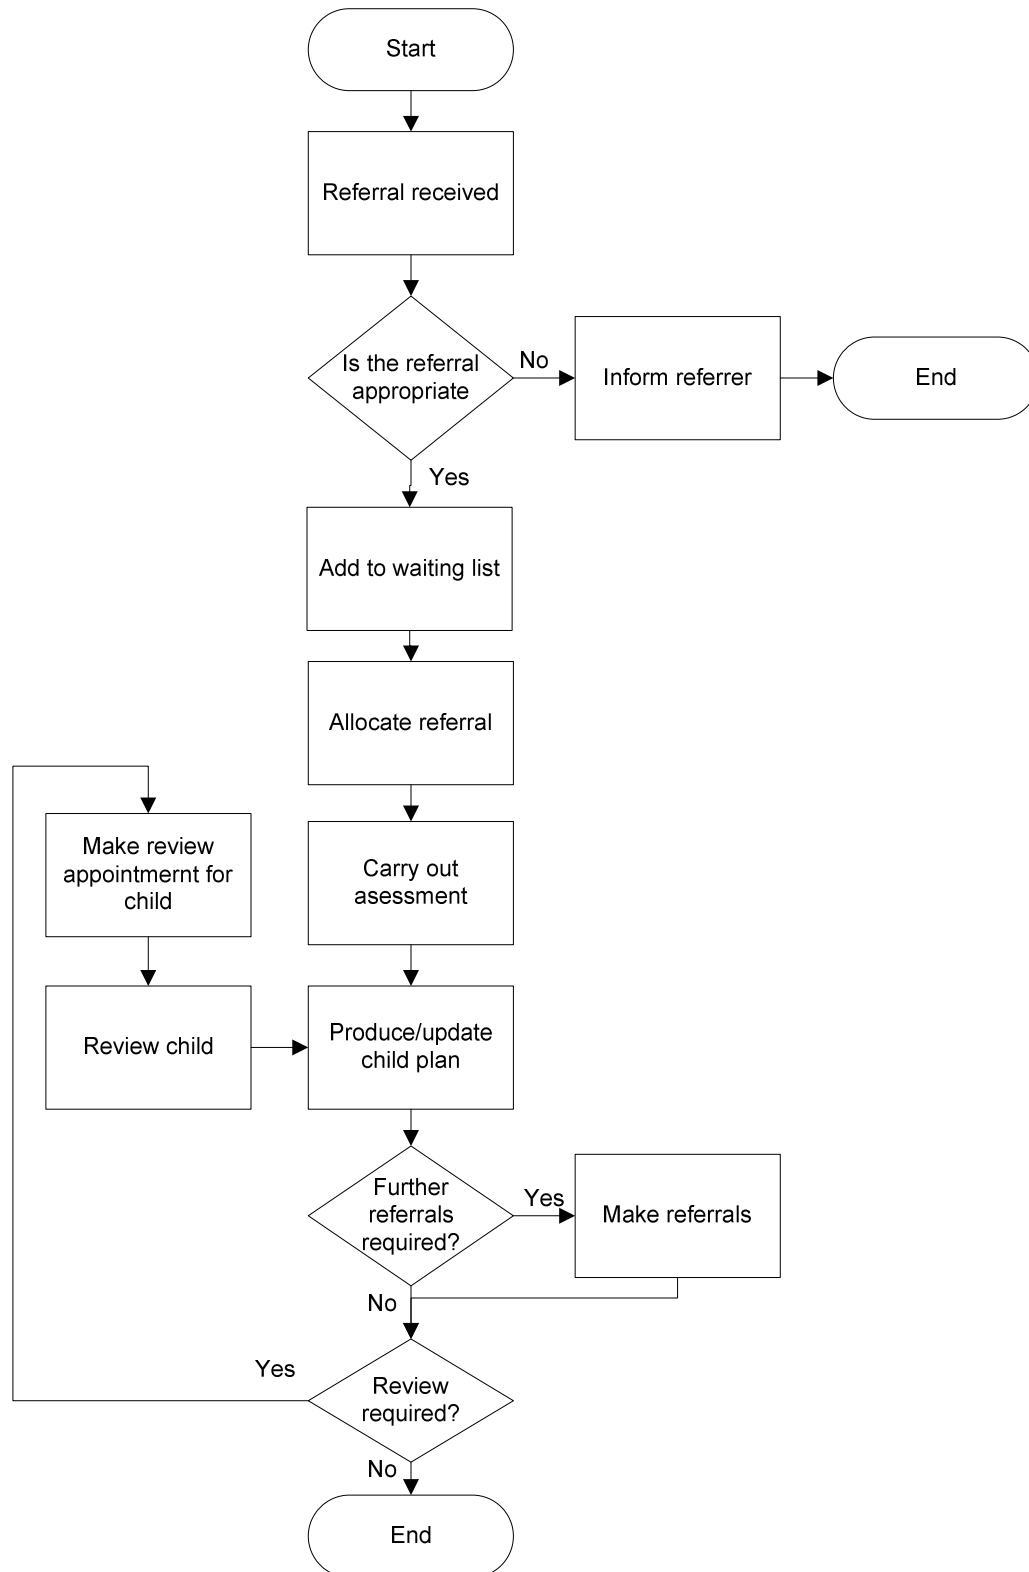 Start
Referral received
Is the referral
appropriate
No
Inform referrer
End
Yes
Add to waiting list
Allocate referral
Make review
appointmernt for
child
Carry out
asessment
Review child
Produce/update
child plan
Further
referrals
required?
Yes
Make referrals
No
Yes
Review
required?
No
End